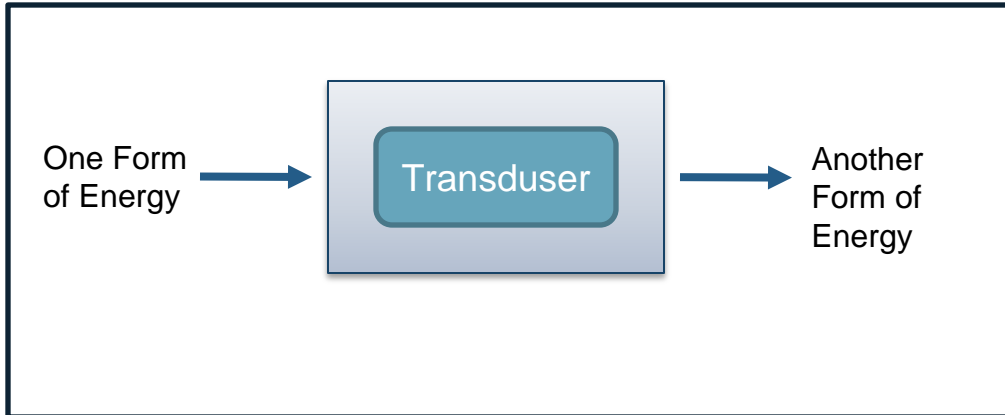 One Form
of Energy
Transduser
Another
Form of
Energy